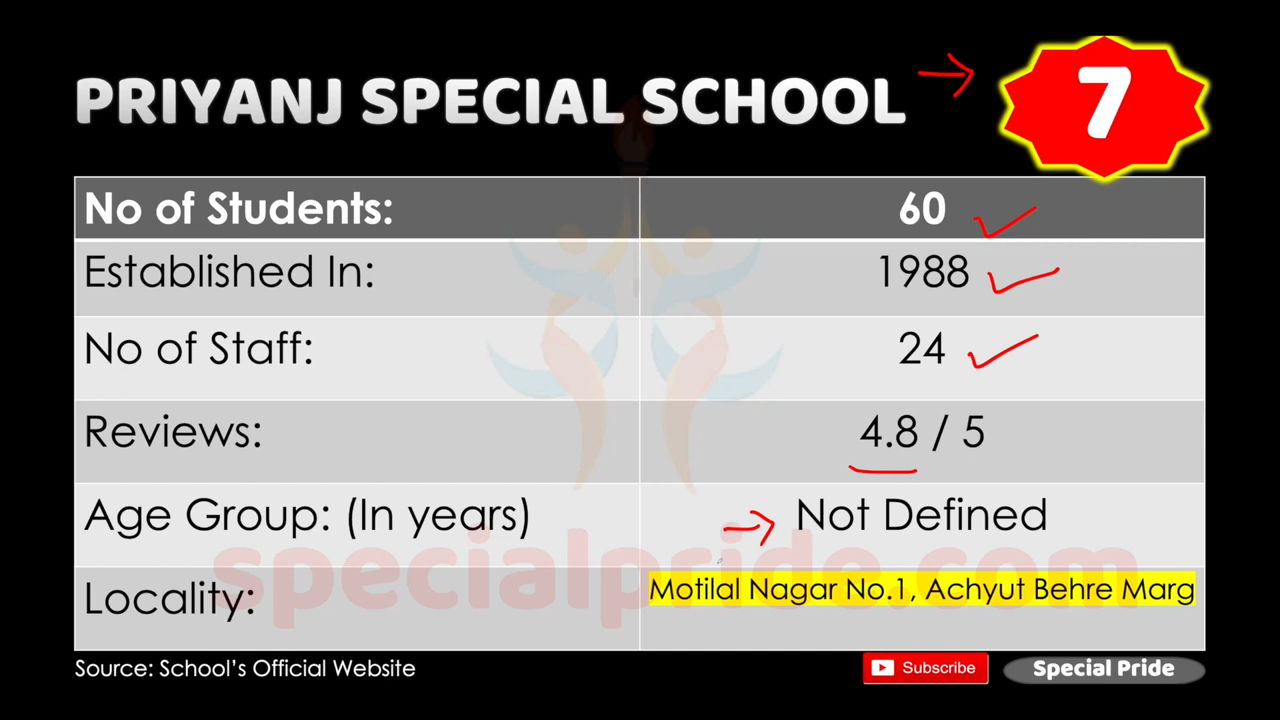 PRIYANJ SPECIAL SCHOOL
7
No of Students: 60
Established In: 1988
No of Staff: 24
Reviews: 4.8 / 5
Age Group: (In years) Not Defined
specialpride.com
Locality: Motilal Nagar No.1, Achyut Behre Marg
Source: School's Official Website
Subscribe
Special Pride